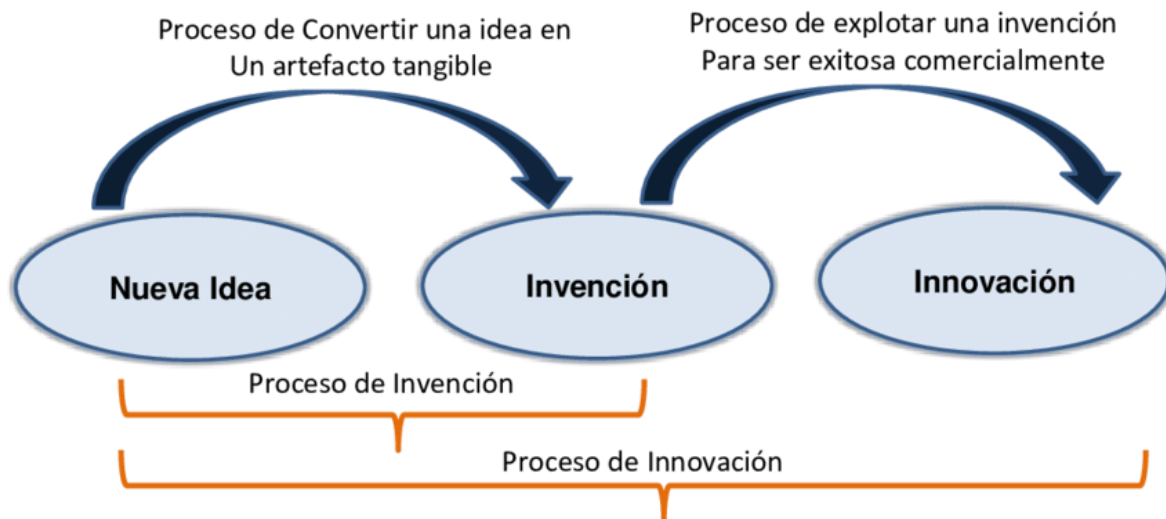 Proceso de Convertir una idea en
Un artefacto tangible
Proceso de explotar una invención
Para ser exitosa comercialmente
Nueva Idea
Invención
Innovación
Proceso de Invención
Proceso de Innovación